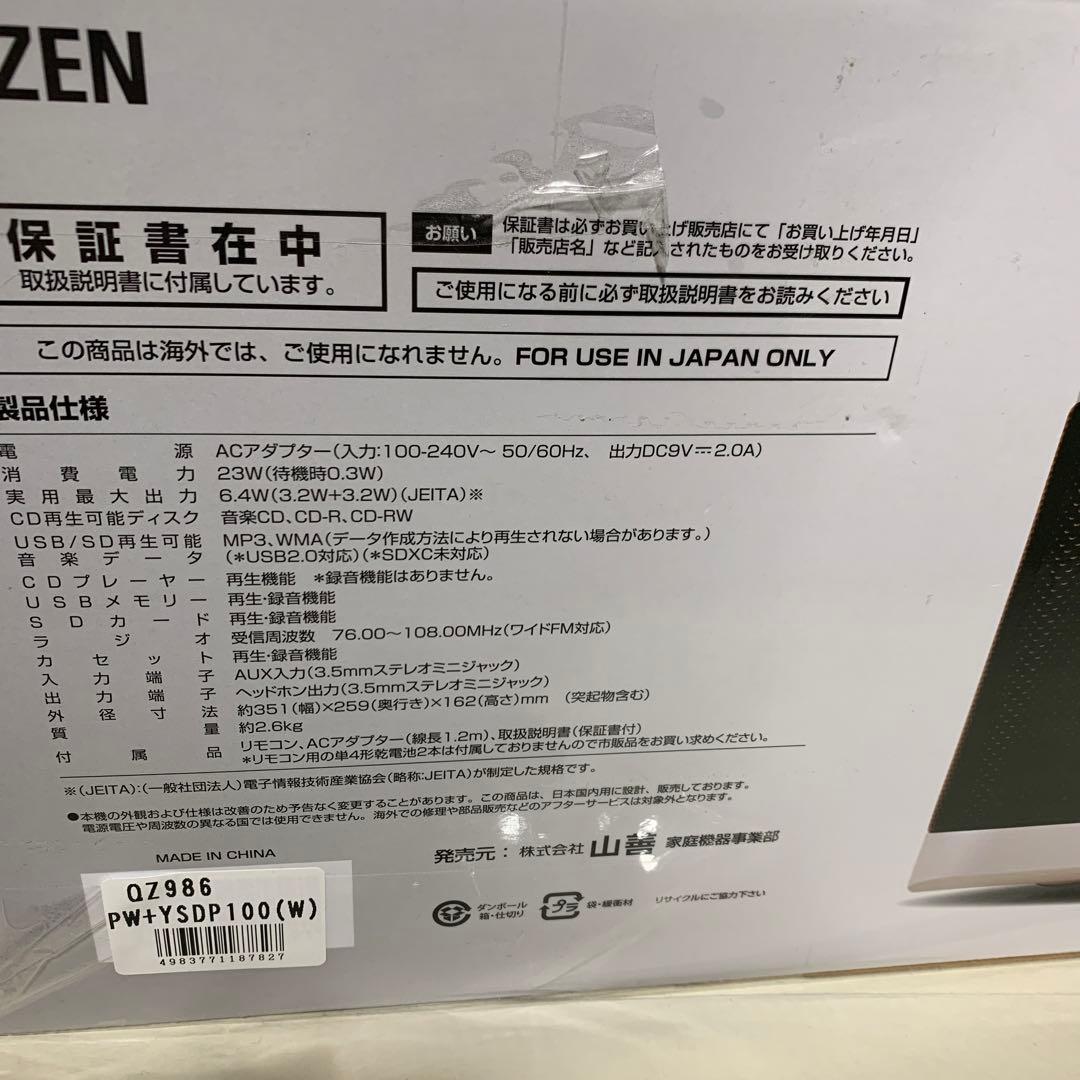 ZEN
保証書在中
取扱説明書に付属しています。
お願い
保証書は必ずお買い上げ販売店にて「お買い上げ年月日」
「販売店名」など記入されたものをお受け取りください。
ご使用になる前に必ず取扱説明書をお読みください
この商品は海外では、ご使用になれません。FOR USE IN JAPAN ONLY
製品仕様
電源 ACアダプター(入力:100-240V～ 50/60Hz、 出力DC9V⎓2.0A)
消費電力 23W(待機時0.3W)
実用最大出力 6.4W(3.2W+3.2W)(JEITA)※
CD再生可能ディスク 音楽CD、CD-R、CD-RW
USB/SD再生可能 MP3、WMA(データ作成方法により再生されない場合があります。)
音楽データ (*USB2.0対応)(*SDXC未対応)
CDプレーヤー 再生機能 *録音機能はありません。
USBメモリー 再生・録音機能
SDカード 再生・録音機能
ラジオ 受信周波数 76.00～108.00MHz(ワイドFM対応)
カセット 再生・録音機能
入力端子 AUX入力(3.5mmステレオミニジャック)
出力端子 ヘッドホン出力(3.5mmステレオミニジャック)
外径寸法 約351(幅)×259(奥行き)×162(高さ)mm (突起物含む)
質量 約2.6kg
付属品 リモコン、ACアダプター(線長1.2m)、取扱説明書(保証書付)
*リモコン用の単4形乾電池2本は付属しておりませんので市販品をお買い求めください。
※(JEITA):(一般社団法人)電子情報技術産業協会(略称:JEITA)が制定した規格です。
●本機の外観および仕様は改善のため予告なく変更することがあります。この商品は、日本国内用に設計、販売しております。
電源電圧や周波数の異なる国では使用できません。海外での修理や部品販売などのアフターサービスは対象外となります。
MADE IN CHINA
発売元：株式会社 山善 家庭機器事業部
QZ986
PW+YSDP100(W)
4983771187827
ダンボール
箱・仕切り
プラ
袋・緩衝材
リサイクルにご協力下さい